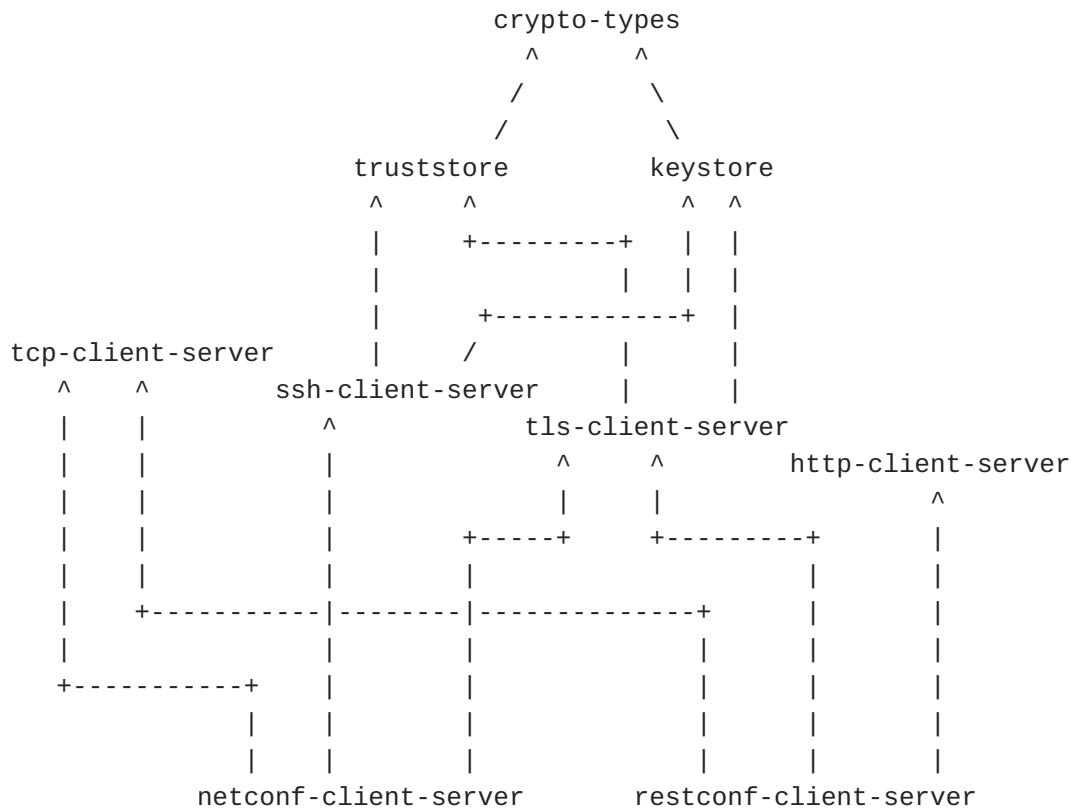 crypto-types
truststore keystore
tcp-client-server
ssh-client-server
tls-client-server
http-client-server
netconf-client-server restconf-client-server